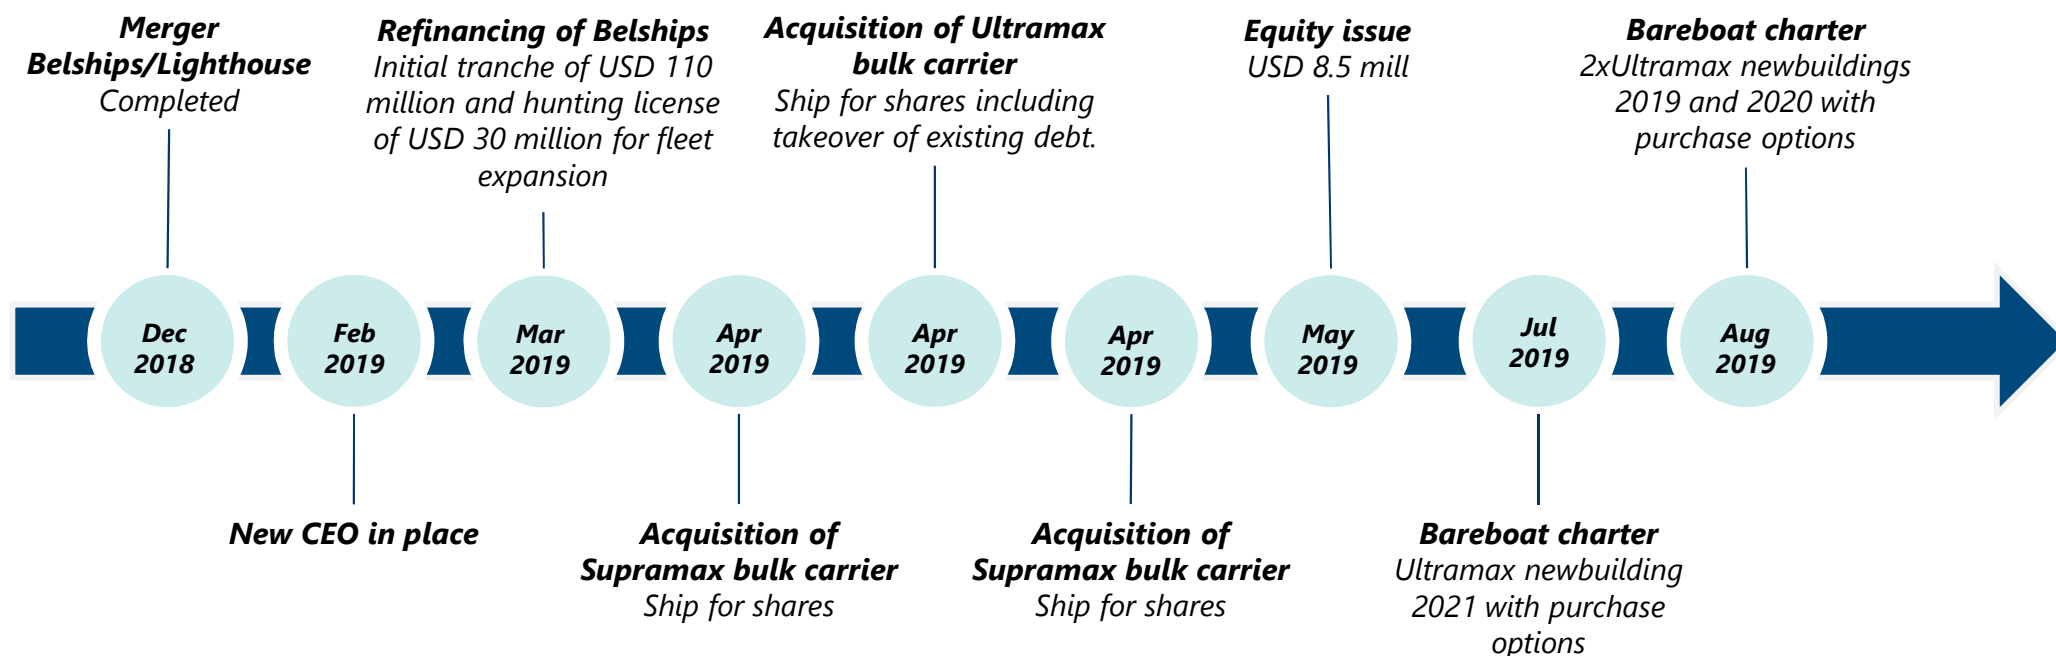 Merger
Belships/Lighthouse
Completed
Refinancing of Belships
Initial tranche of USD 110
million and hunting license
of USD 30 million for fleet
expansion
Acquisition of Ultramax
bulk carrier
Ship for shares including
takeover of existing debt.
Equity issue
USD 8.5 mill
Bareboat charter
2xUltramax newbuildings
2019 and 2020 with
purchase options
Dec
2018
Feb
2019
Mar
2019
Apr
2019
Apr
2019
Apr
2019
May
2019
Jul
2019
Aug
2019
New CEO in place
Acquisition of
Supramax bulk carrier
Ship for shares
Acquisition of
Supramax bulk carrier
Ship for shares
Bareboat charter
Ultramax newbuilding
2021 with purchase
options